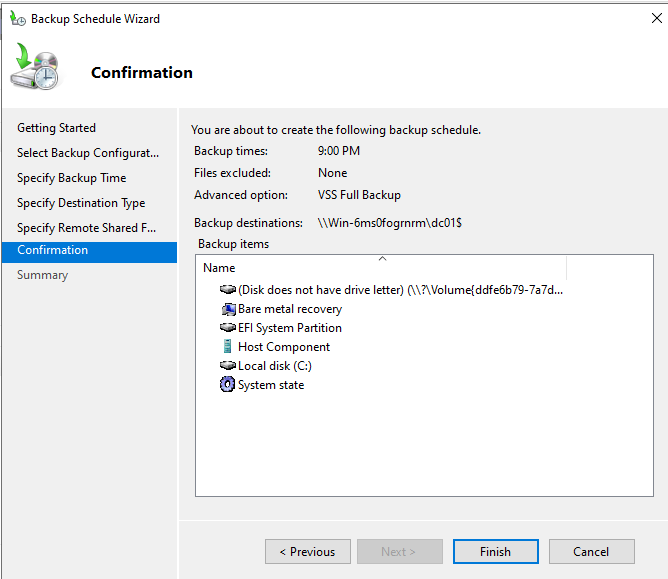 Backup Schedule Wizard
Confirmation
Getting Started
Select Backup Configurat...
Specify Backup Time
Specify Destination Type
Specify Remote Shared F...
Confirmation
Summary
You are about to create the following backup schedule.
Backup times: 9:00 PM
Files excluded: None
Advanced option: VSS Full Backup
Backup destinations: \\Win-6ms0fogrnrm\dc01$
Backup items
Name
(Disk does not have drive letter) (\\?\Volume{ddfe6b79-7a7d...
Bare metal recovery
EFI System Partition
Host Component
Local disk (C:)
System state
< Previous Next > Finish Cancel